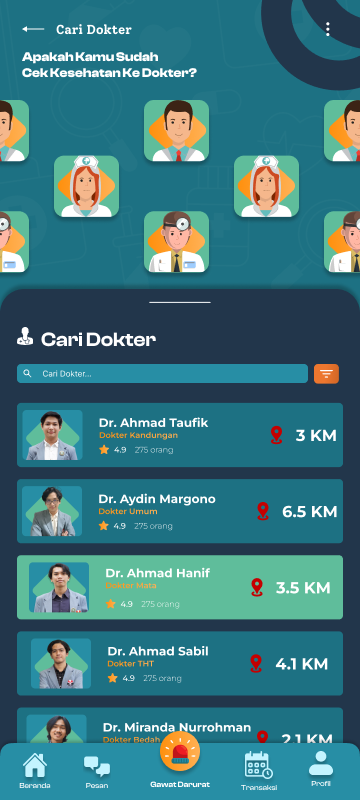 Cari Dokter
Apakah Kamu Sudah
Cek Kesehatan Ke Dokter?
Cari Dokter
Cari Dokter...
Dr. Ahmad Taufik
Dokter Kandungan
4.9 275 orang
3 KM
Dr. Aydin Margono
Dokter Umum
4.9 275 orang
6.5 KM
Dr. Ahmad Hanif
Dokter Mata
4.9 275 orang
3.5 KM
Dr. Ahmad Sabil
Dokter THT
4.9 275 orang
4.1 KM
Dr. Miranda Nurrohman
Dokter Bedah
2.1 KM
Beranda
Pesan
Gawat Darurat
Transaksi
Profil